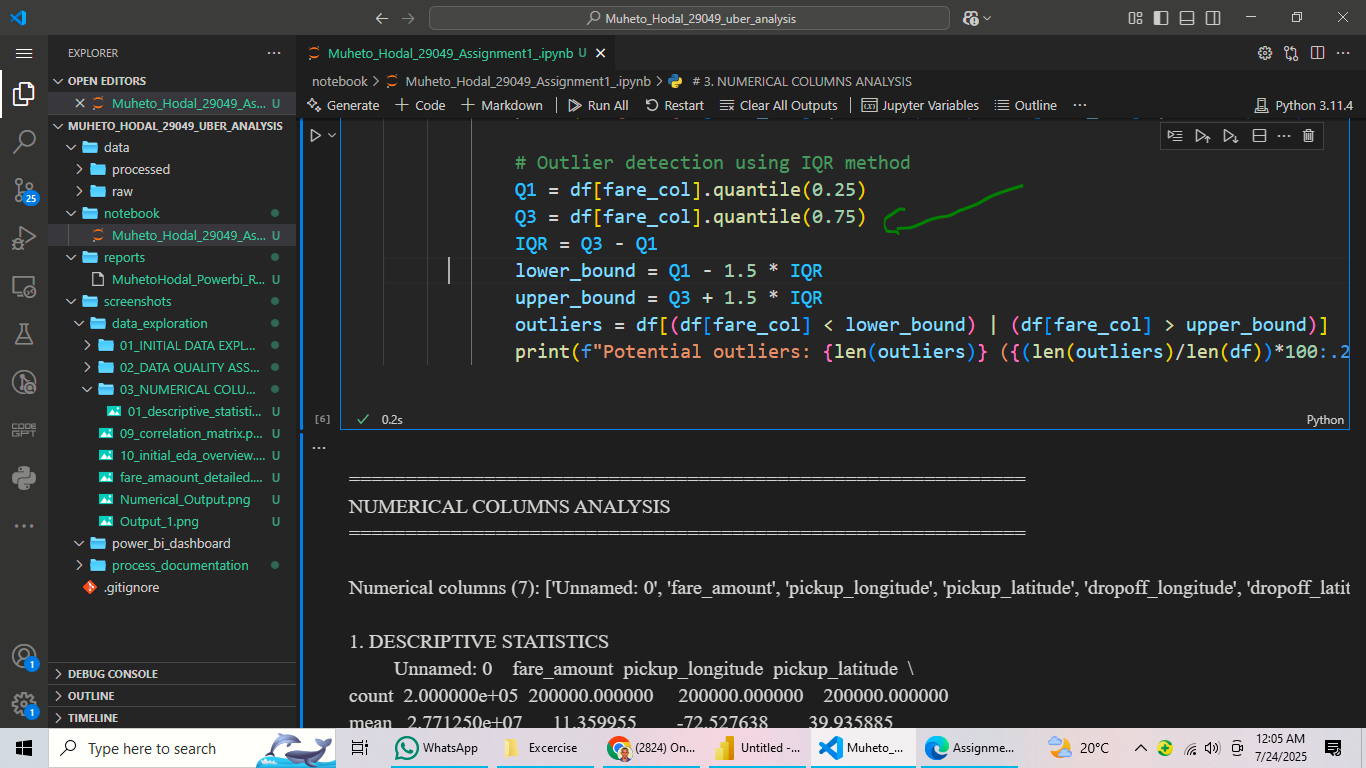 Muheto_Hodal_29049_uber_analysis
EXPLORER
Muheto_Hodal_29049_Assignment1_.ipynb U
OPEN EDITORS
Muheto_Hodal_29049_As... U
MUHETO_HODAL_29049_UBER_ANALYSIS
data
processed
raw
notebook
Muheto_Hodal_29049_As... U
reports
MuhetoHodal_Powerbi_R... U
screenshots
data_exploration
01_INITIAL DATA EXPL...
02_DATA QUALITY ASS...
03_NUMERICAL COLU...
01_descriptive_statisti... U
09_correlation_matrix.p... U
10_initial_eda_overview.... U
fare_amaount_detailed.... U
Numerical_Output.png U
Output_1.png U
power_bi_dashboard
process_documentation
.gitignore
DEBUG CONSOLE
OUTLINE
TIMELINE
25
CODE
GPT
1
1
notebook > Muheto_Hodal_29049_Assignment1_.ipynb > # 3. NUMERICAL COLUMNS ANALYSIS
Generate + Code + Markdown Run All Restart Clear All Outputs Jupyter Variables Outline ... Python 3.11.4
# Outlier detection using IQR method
Q1 = df[fare_col].quantile(0.25)
Q3 = df[fare_col].quantile(0.75)
IQR = Q3 - Q1
lower_bound = Q1 - 1.5 * IQR
upper_bound = Q3 + 1.5 * IQR
outliers = df[(df[fare_col] < lower_bound) | (df[fare_col] > upper_bound)]
print(f"Potential outliers: {len(outliers)} ({(len(outliers)/len(df))*100:.2
[6] 0.2s Python
============================================================
NUMERICAL COLUMNS ANALYSIS
============================================================
Numerical columns (7): ['Unnamed: 0', 'fare_amount', 'pickup_longitude', 'pickup_latitude', 'dropoff_longitude', 'dropoff_latit
1. DESCRIPTIVE STATISTICS
Unnamed: 0 fare_amount pickup_longitude pickup_latitude \
count 2.000000e+05 200000.000000 200000.000000 200000.000000
mean 2.771250e+07 11.359955 -72.527638 39.935885
Type here to search
WhatsApp
Excercise
(2824) On...
Untitled -...
Muheto_...
Assignme...
20°C
12:05 AM
7/24/2025